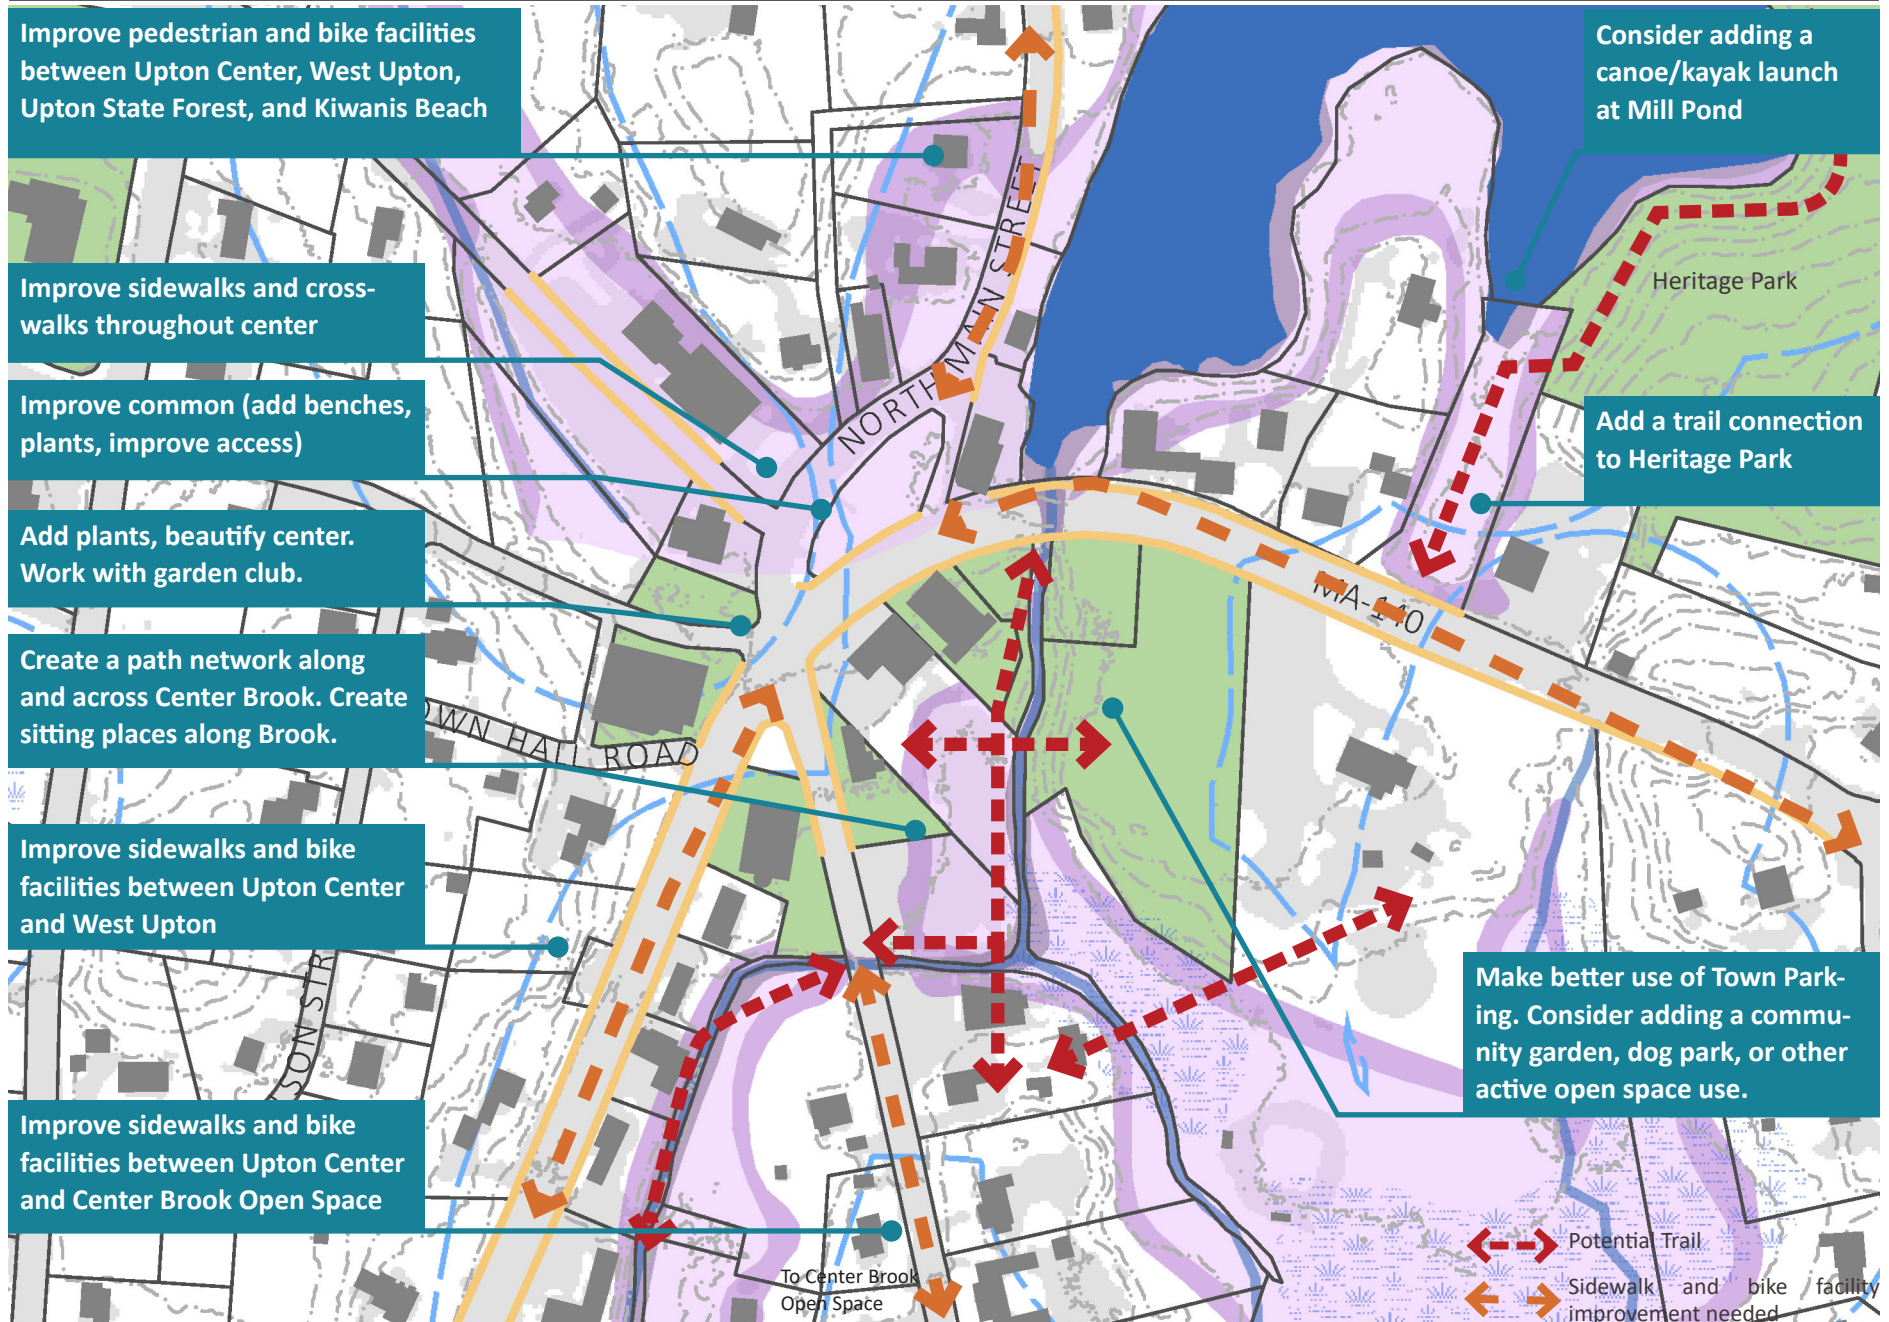 Improve pedestrian and bike facilities
between Upton Center, West Upton,
Upton State Forest, and Kiwanis Beach
Consider adding a
canoe/kayak launch
at Mill Pond
Heritage Park
Improve sidewalks and cross-
walks throughout center
NORTH MAIN STREET
Improve common (add benches,
plants, improve access)
Add a trail connection
to Heritage Park
Add plants, beautify center.
Work with garden club.
MA-140
Create a path network along
and across Center Brook. Create
sitting places along Brook.
OWN HALL ROAD
Improve sidewalks and bike
facilities between Upton Center
and West Upton
Make better use of Town Park-
ing. Consider adding a commu-
nity garden, dog park, or other
active open space use.
SON STR
Improve sidewalks and bike
facilities between Upton Center
and Center Brook Open Space
To Center Brook
Open Space
Potential Trail
Sidewalk and bike facility
improvement needed